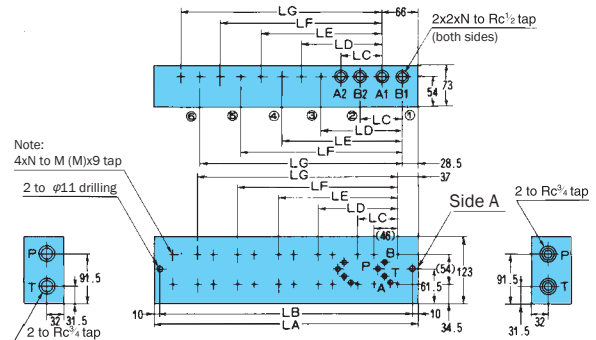 LG
66
LF
LE
LD
LC
2x2xN to Rc½ tap
(both sides)
A2 B2 A1 B1
54
73
⑥ ⑤ ④ ③ ② ①
LC
LD
LE
LF
LG
28.5
LG
37
LF
LE
LD
LC
(46)
Note:
4xN to M (M)x9 tap
2 to φ11 drilling
Side A
2 to Rc¾ tap
P
T
91.5
32
31.5
2 to Rc¾ tap
B
P
T
A
(54)
123
61.5
34.5
10
LB
10
LA
P
T
91.5
31.5
32